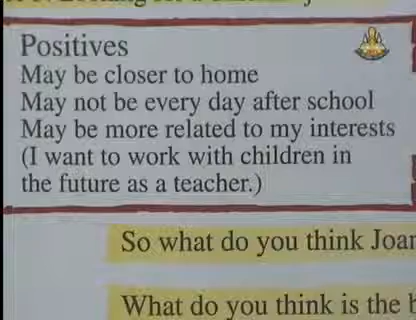 Positives
May be closer to home
May not be every day after school
May be more related to my interests
(I want to work with children in
the future as a teacher.)
So what do you think
What do you think is the